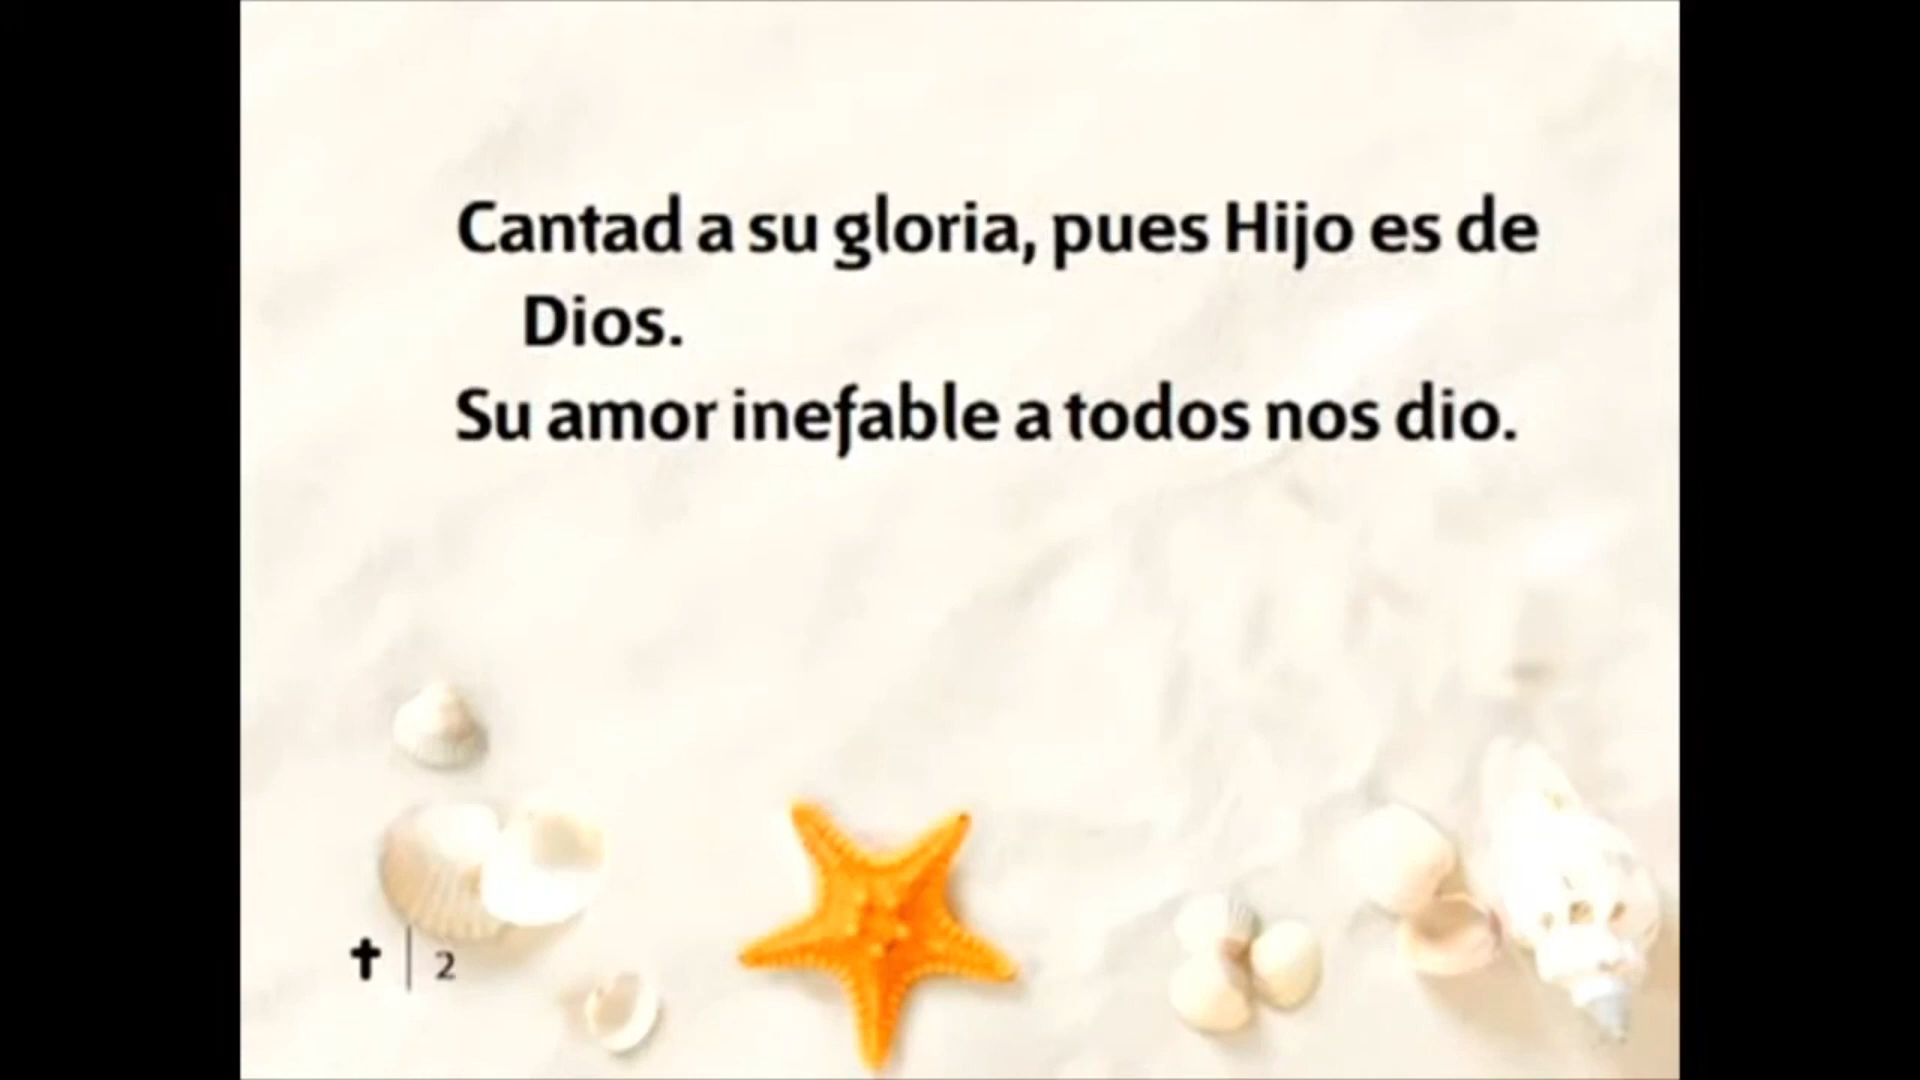 Cantad a su gloria, pues Hijo es de
Dios.
Su amor inefable a todos nos dio.
✝ | 2